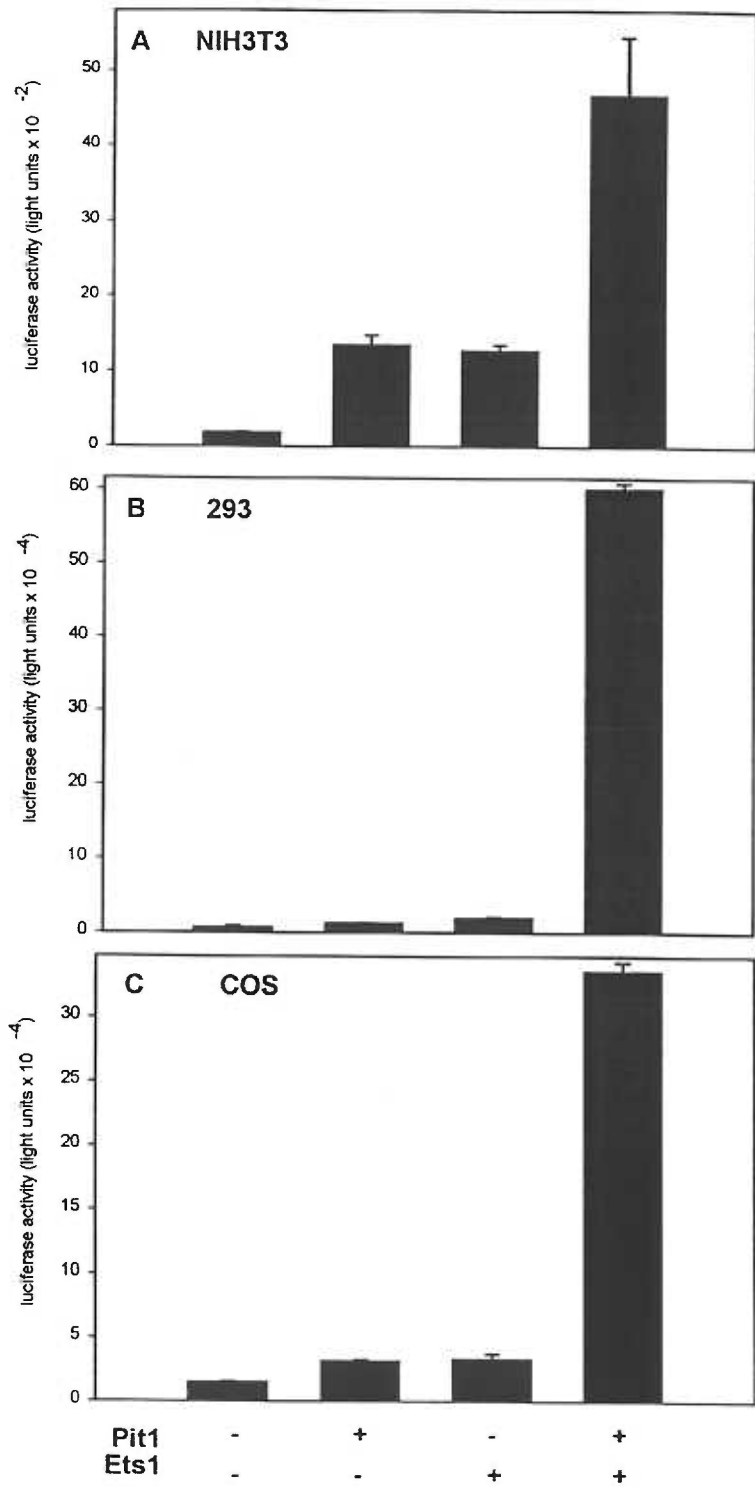 A NIH3T3
luciferase activity (light units x 10 -2)
50
40
30
20
10
0
B 293
luciferase activity (light units x 10 -4)
60
50
40
30
20
10
0
C COS
luciferase activity (light units x 10 -4)
30
25
20
15
10
5
0
Pit1 - + - +
Ets1 - - + +